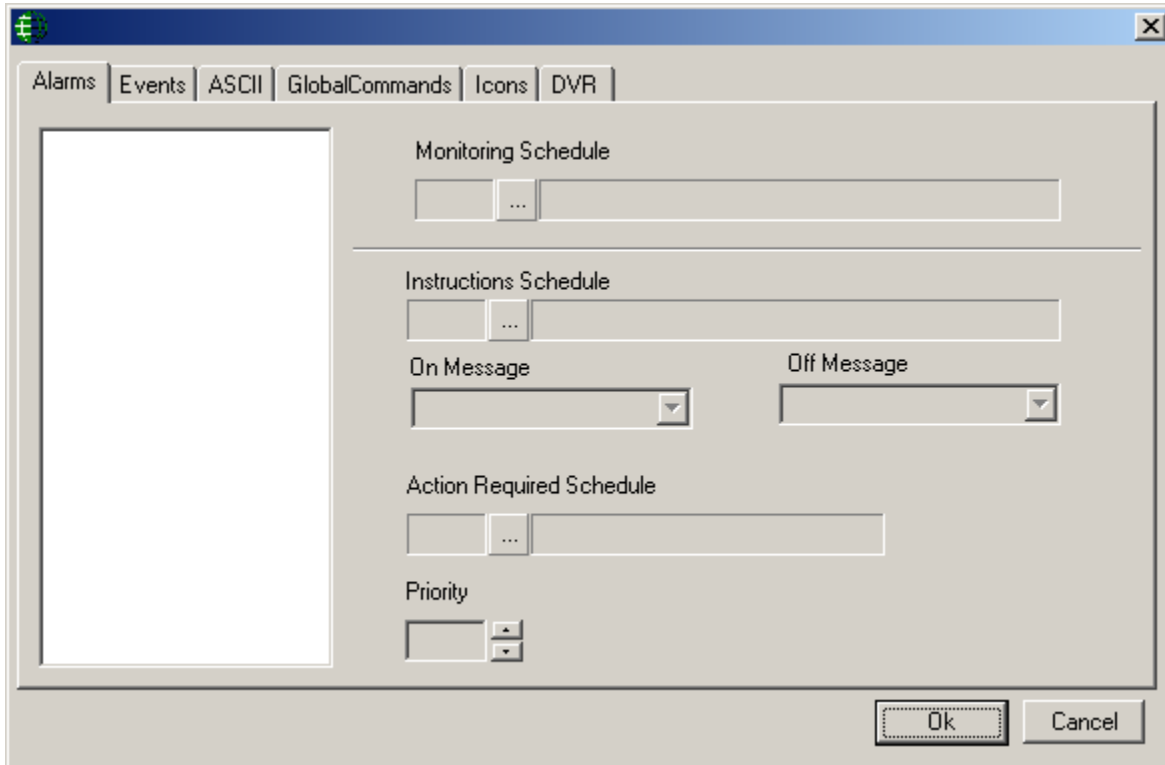 Alarms Events ASCII GlobalCommands Icons DVR
Monitoring Schedule
...
Instructions Schedule
...
On Message Off Message
Action Required Schedule
...
Priority
Ok Cancel